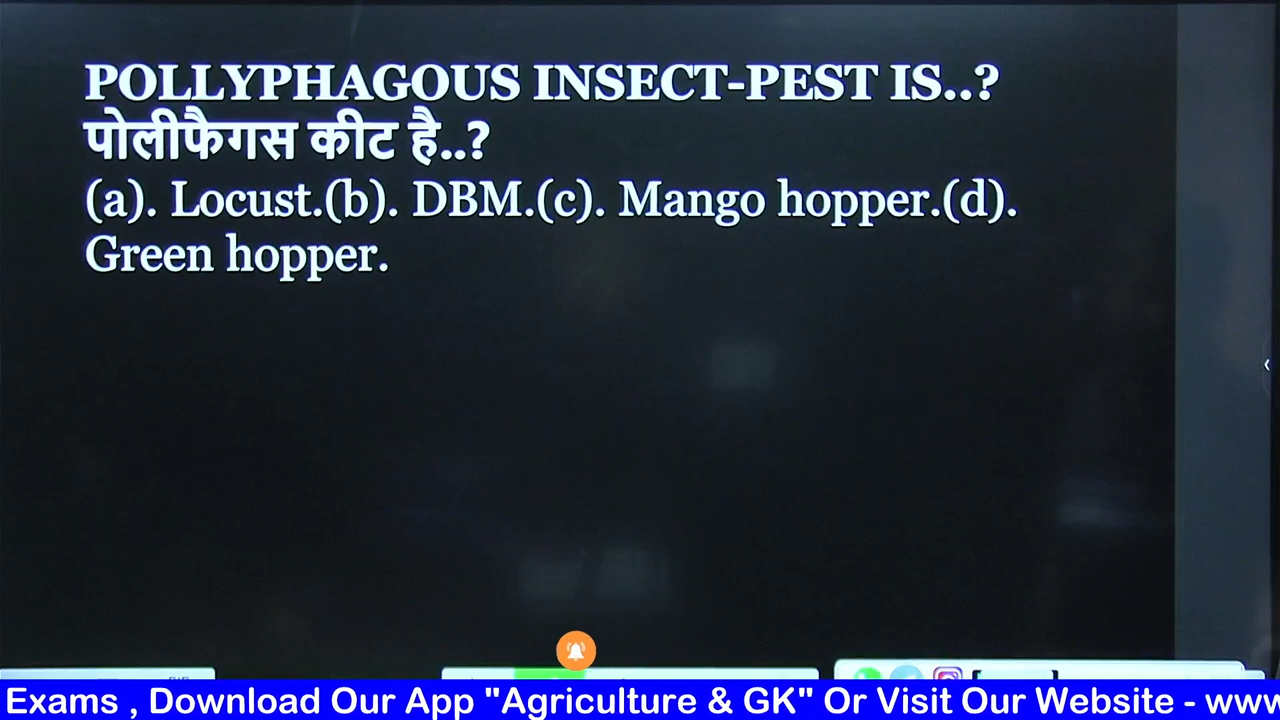 POLLYPHAGOUS INSECT-PEST IS..?
पोलीफैगस कीट है..?
(a). Locust.(b). DBM.(c). Mango hopper.(d).
Green hopper.
Exams , Download Our App "Agriculture & GK" Or Visit Our Website - www